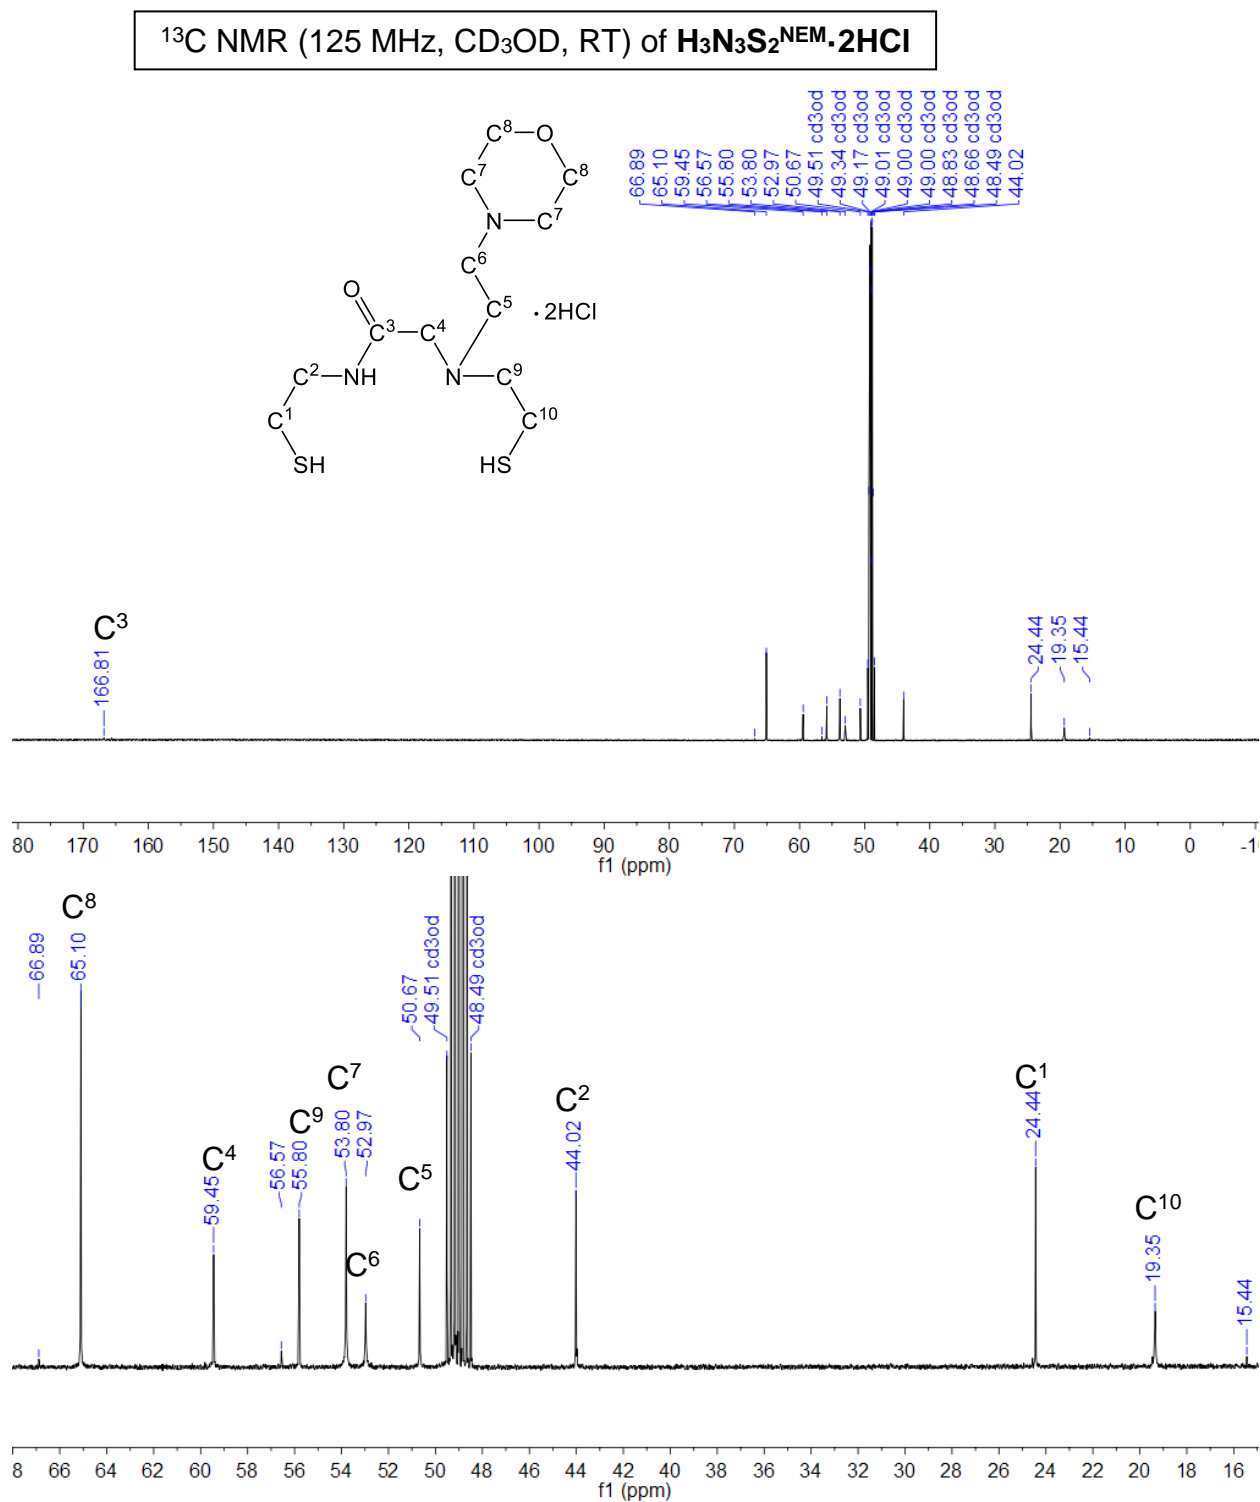 ¹³C NMR (125 MHz, CD₃OD, RT) of H₃N₃S₂ᴺᴱᴹ·2HCl
66.89
65.10
59.45
56.57
55.80
53.80
52.97
50.67
49.51 cd3od
49.34 cd3od
49.17 cd3od
49.01 cd3od
49.00 cd3od
49.00 cd3od
48.83 cd3od
48.66 cd3od
48.49 cd3od
44.02
C⁸ O
C⁷ C⁸
N C⁷
C⁶
O C⁵ ·2HCl
C³ C⁴
C² NH N C⁹
C¹ C¹⁰
SH HS
C³
166.81
24.44
19.35
15.44
80 170 160 150 140 130 120 110 100 90 80 70 60 50 40 30 20 10 0 -1
f1 (ppm)
C⁸
66.89
65.10
C⁴
59.45
56.57
C⁹
55.80
C⁷
53.80
52.97
C⁶
C⁵
50.67
49.51 cd3od
48.49 cd3od
C²
44.02
C¹
24.44
C¹⁰
19.35
15.44
8 66 64 62 60 58 56 54 52 50 48 46 44 42 40 38 36 34 32 30 28 26 24 22 20 18 16
f1 (ppm)